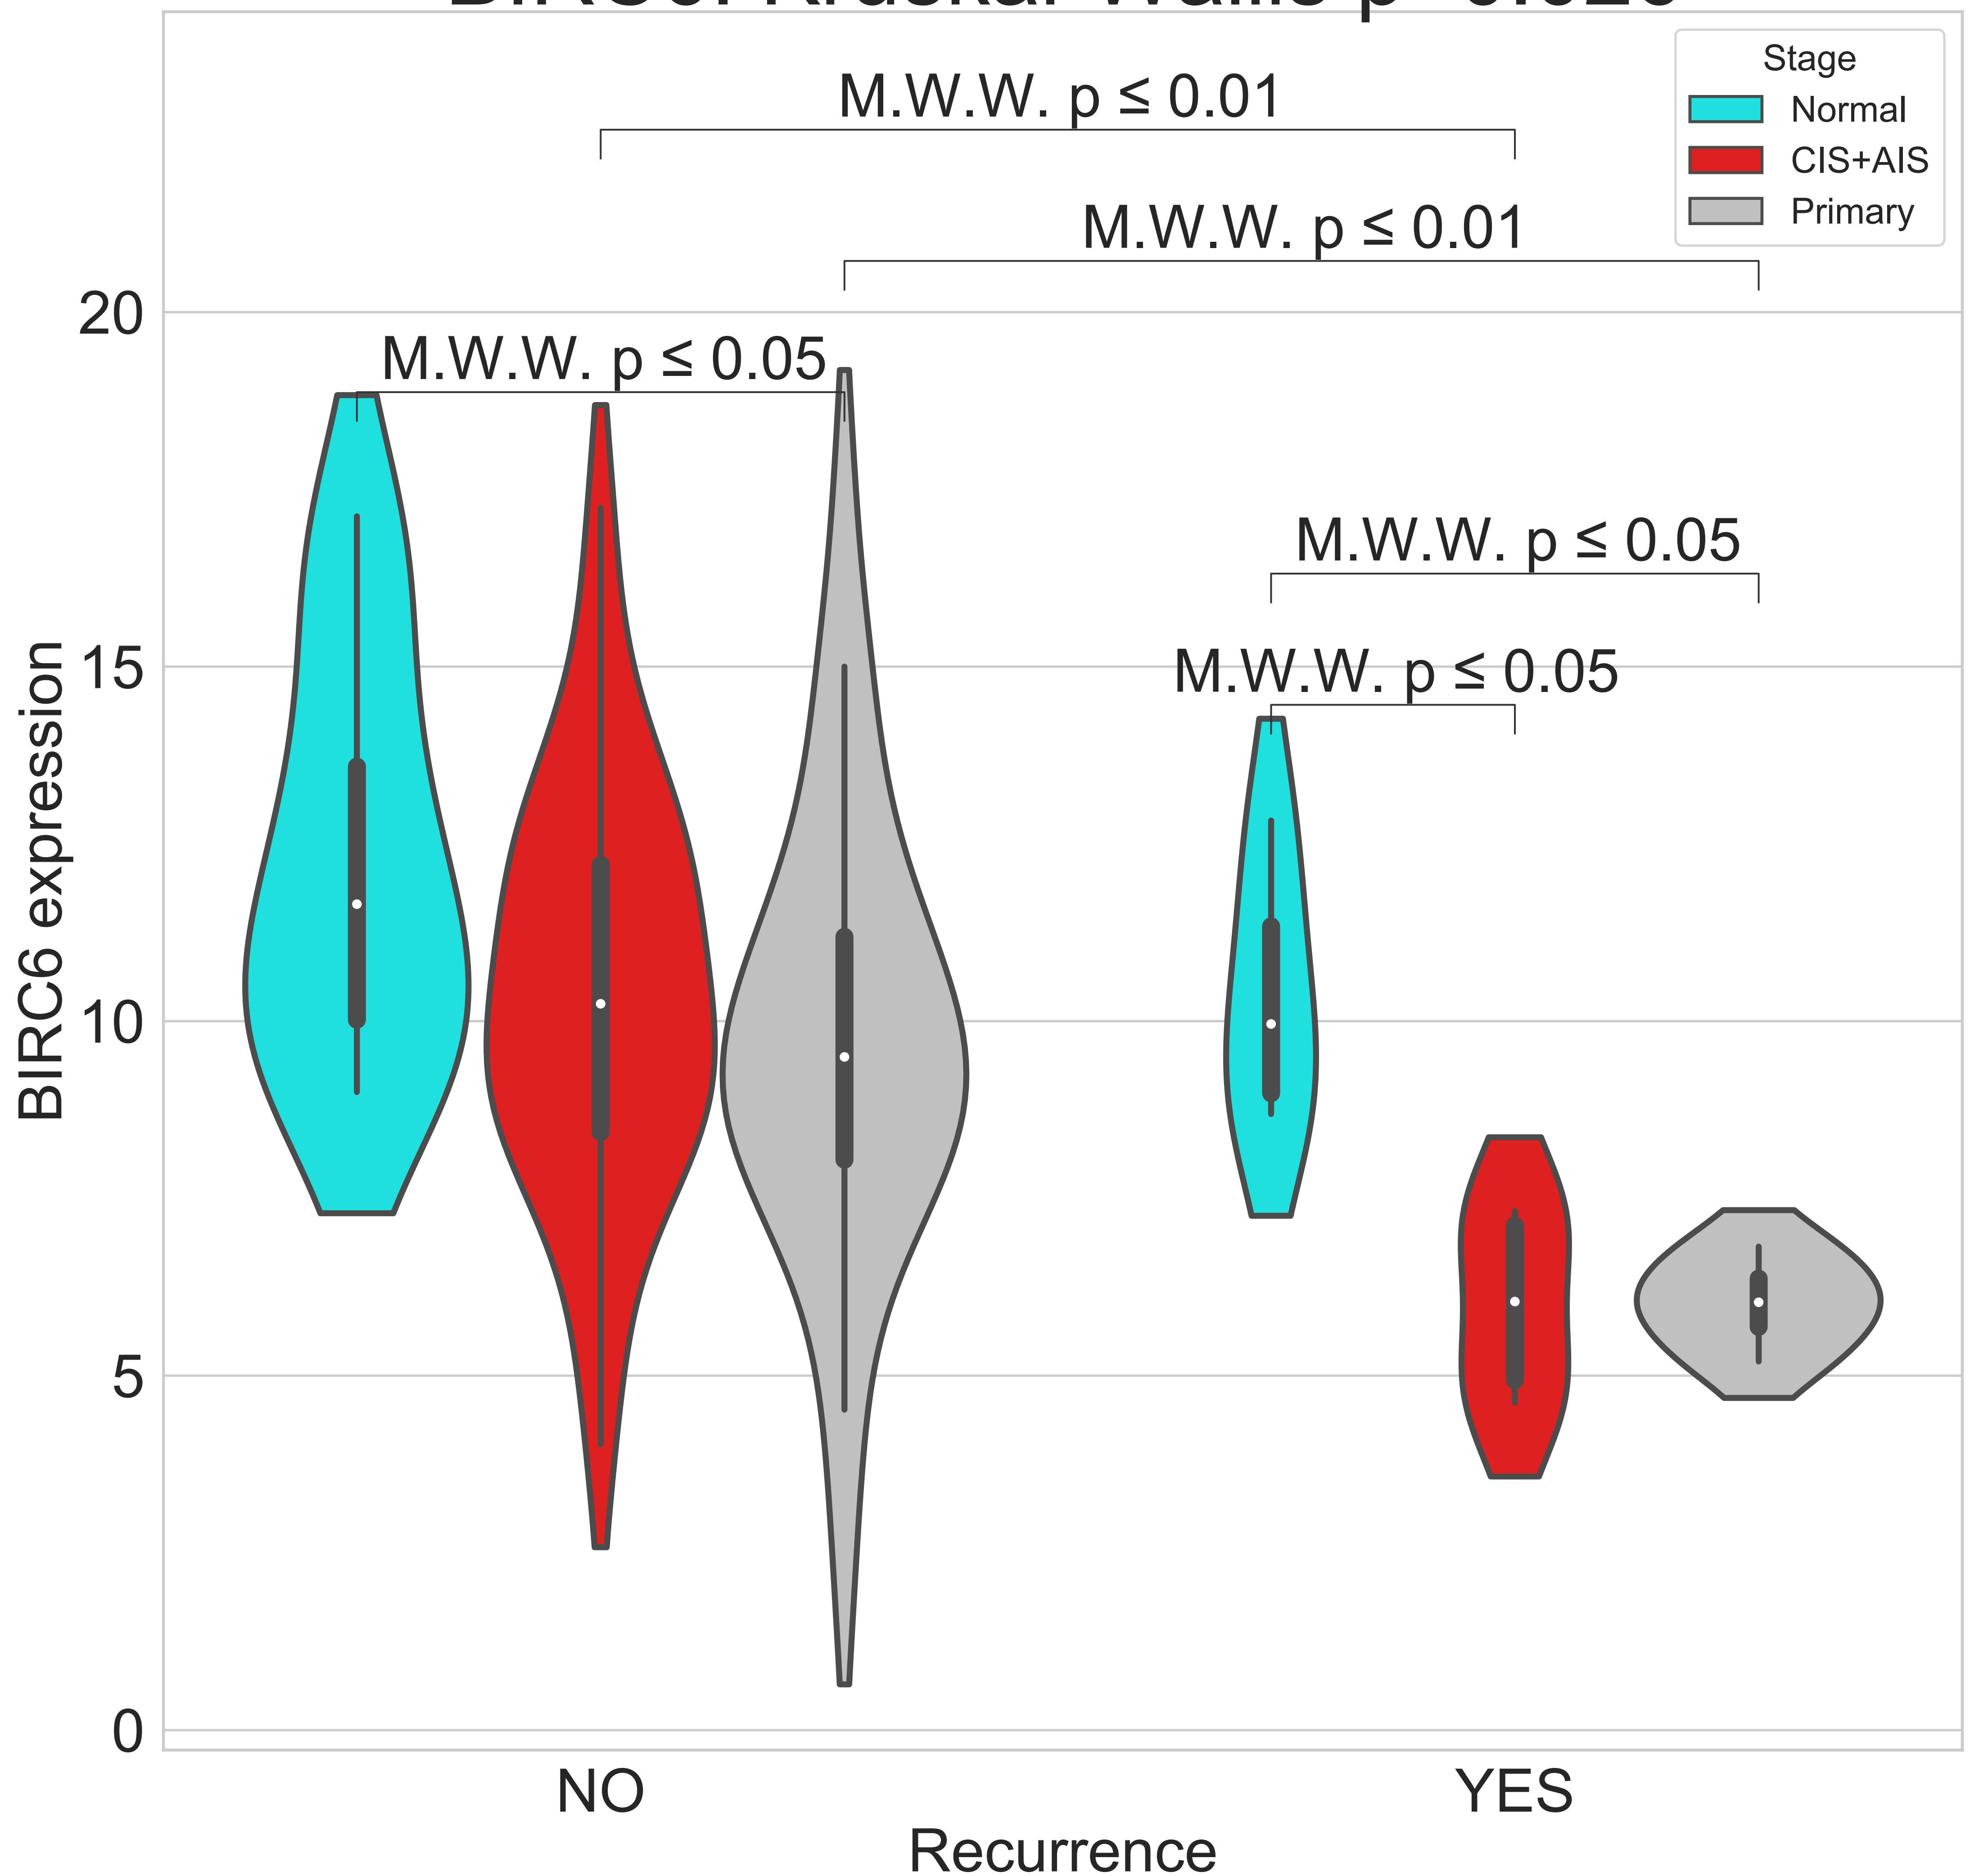 Stage
Normal
CIS+AIS
Primary
M.W.W. p ≤ 0.01
M.W.W. p ≤ 0.01
M.W.W. p ≤ 0.05
M.W.W. p ≤ 0.05
M.W.W. p ≤ 0.05
BIRC6 expression
20
15
10
5
0
NO
YES
Recurrence